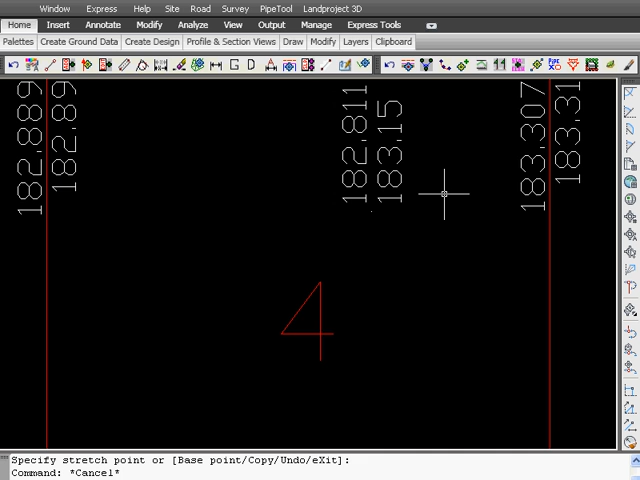 Window Express Help Site Road Survey PipeTool Landproject 3D
Home Insert Annotate Modify Analyze View Output Manage Express Tools
Palettes Create Ground Data Create Design Profile & Section Views Draw Modify Layers Clipboard
182.889
182.89
182.811
183.15
183.307
183.31
4
Specify stretch point or [Base point/Copy/Undo/eXit]:
Command: *Cancel*